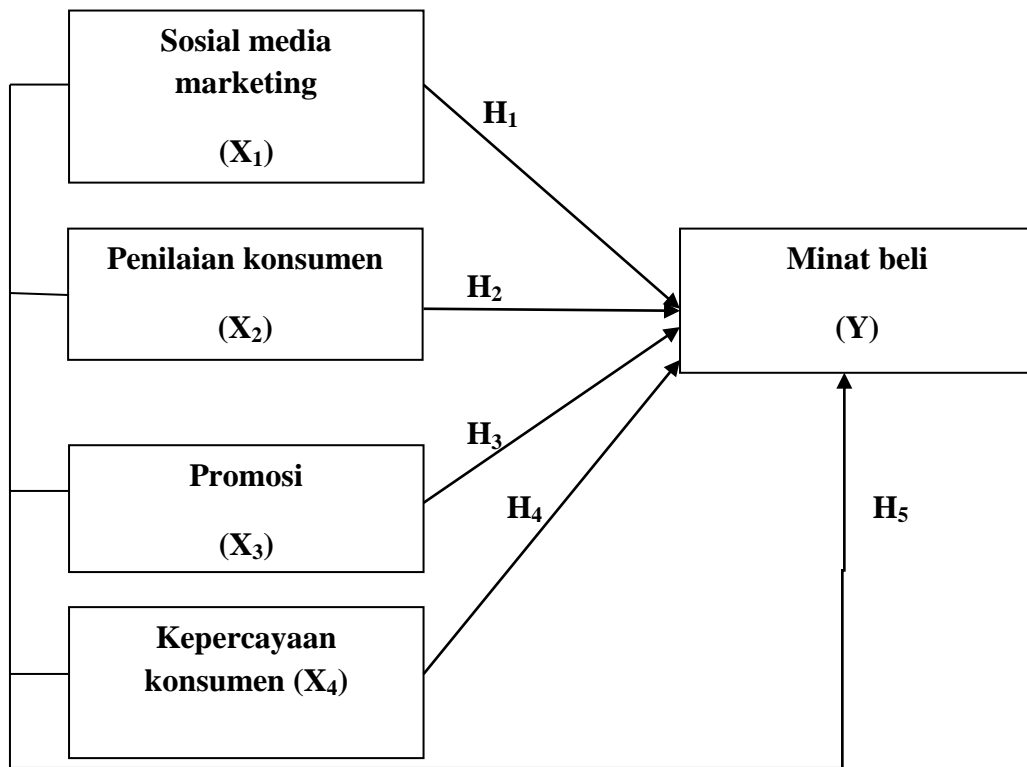 Sosial media
marketing
(X₁)
H₁
Penilaian konsumen
(X₂)
H₂
Minat beli
(Y)
Promosi
(X₃)
H₃
Kepercayaan
konsumen (X₄)
H₄
H₅